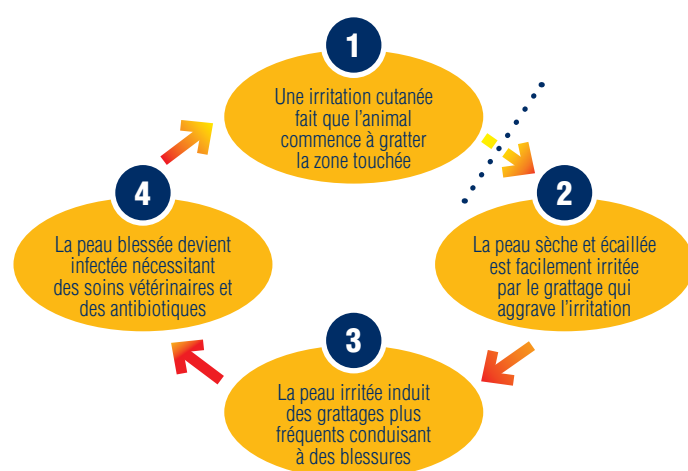 1
Une irritation cutanée
fait que l'animal
commence à gratter
la zone touchée
2
La peau sèche et écaillée
est facilement irritée
par le grattage qui
aggrave l'irritation
3
La peau irritée induit
des grattages plus
fréquents conduisant
à des blessures
4
La peau blessée devient
infectée nécessitant
des soins vétérinaires et
des antibiotiques